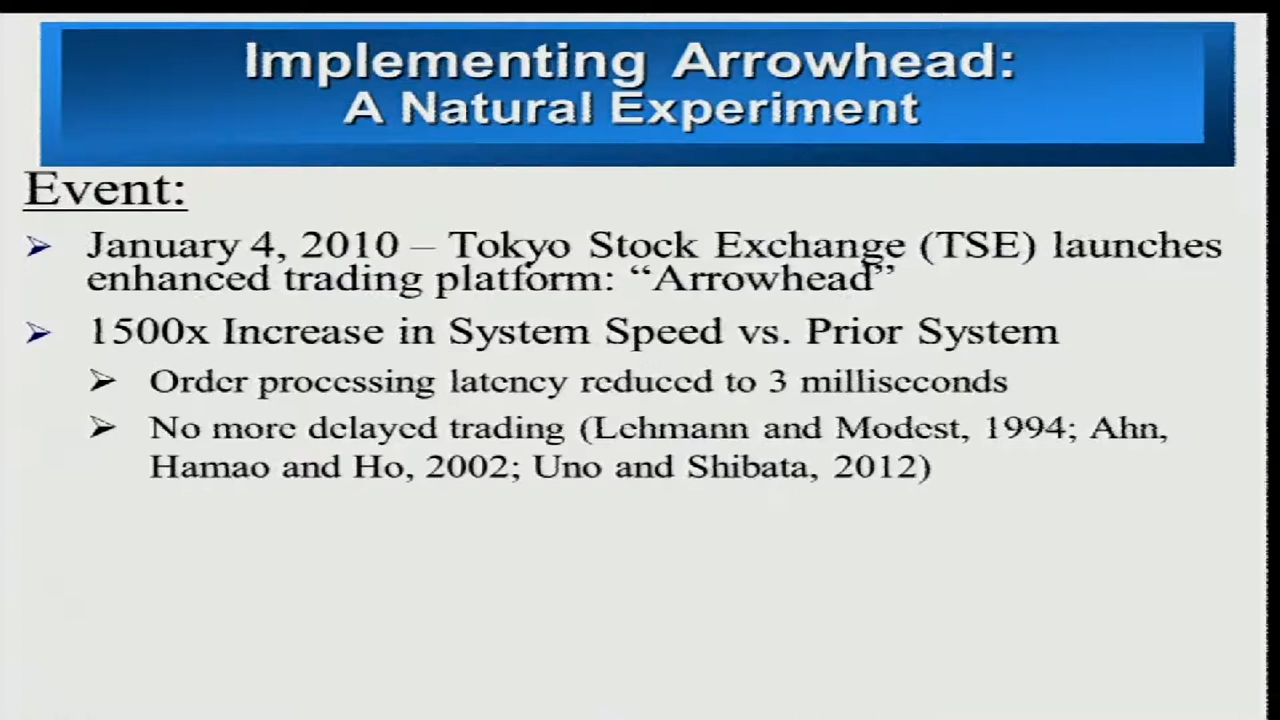 Implementing Arrowhead:
A Natural Experiment
Event:
January 4, 2010 – Tokyo Stock Exchange (TSE) launches
enhanced trading platform: “Arrowhead”
1500x Increase in System Speed vs. Prior System
Order processing latency reduced to 3 milliseconds
No more delayed trading (Lehmann and Modest, 1994; Ahn,
Hamao and Ho, 2002; Uno and Shibata, 2012)